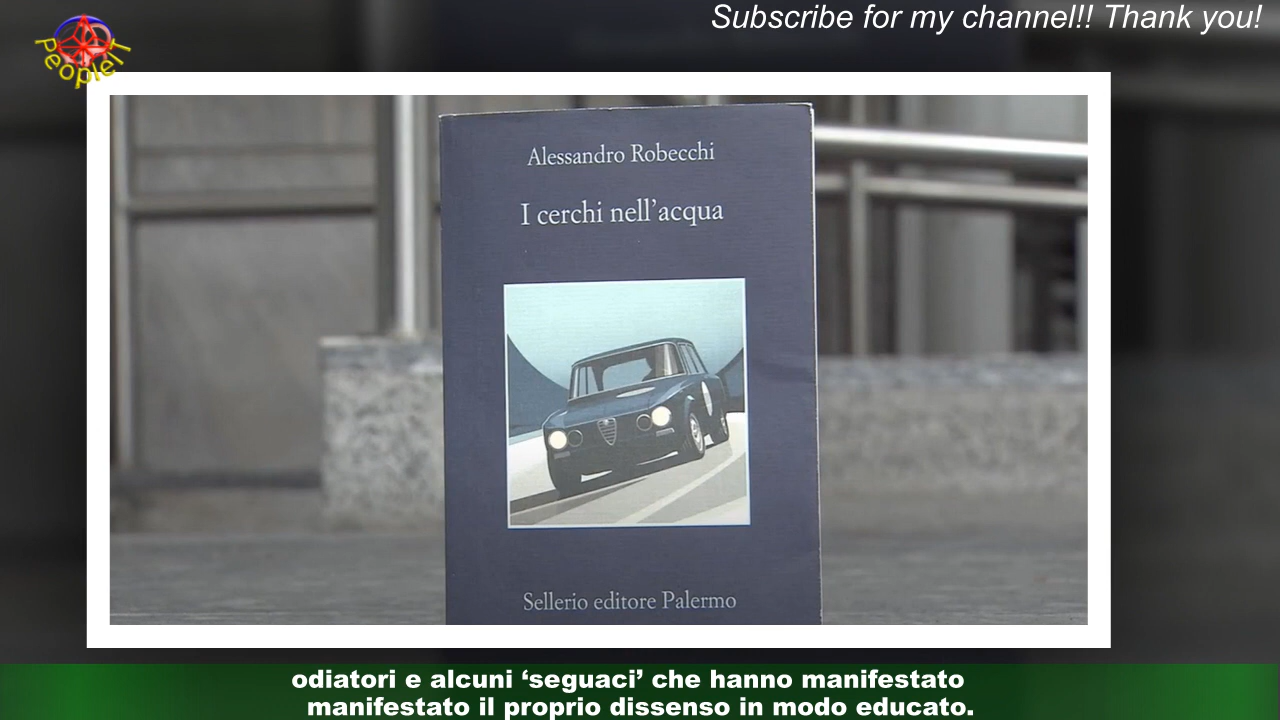 Subscribe for my channel!! Thank you!
PeopleIT
Alessandro Robecchi
I cerchi nell'acqua
Sellerio editore Palermo
odiatori e alcuni ‘seguaci’ che hanno manifestato
manifestato il proprio dissenso in modo educato.